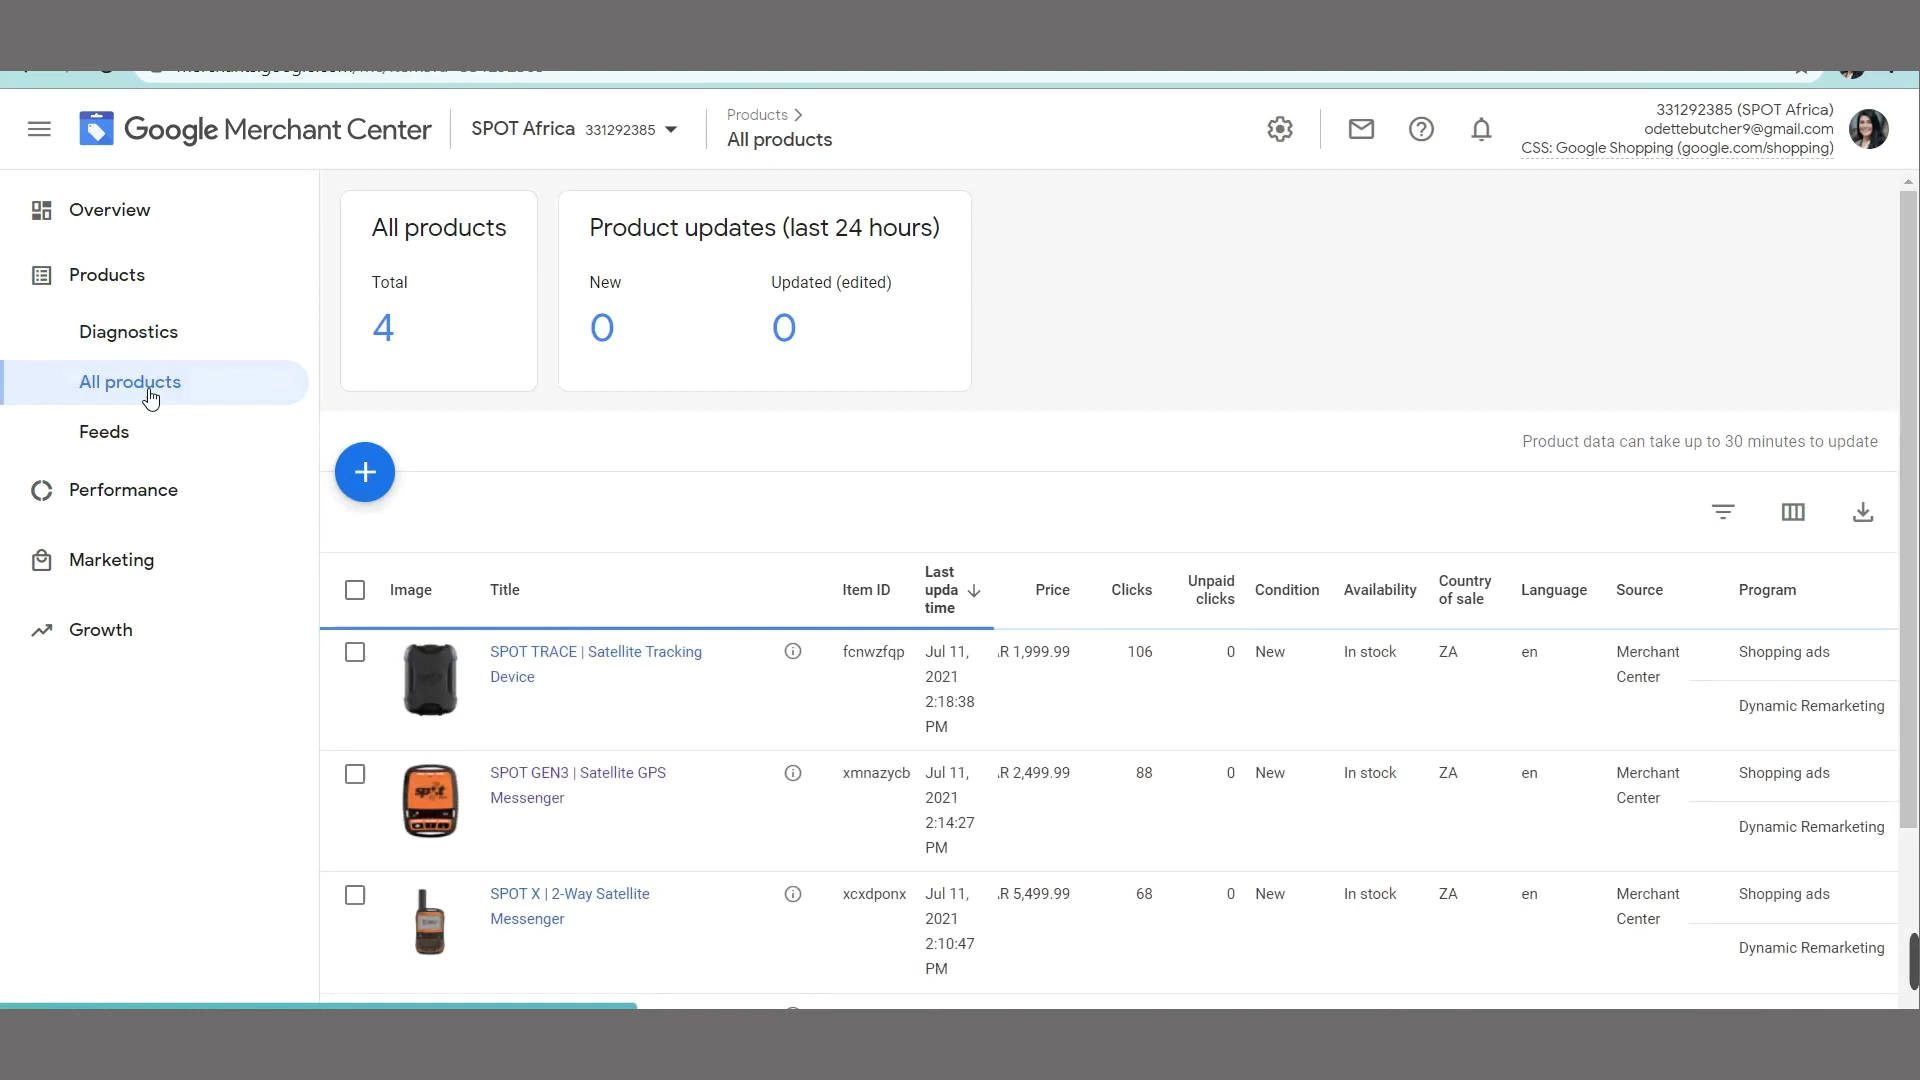 Google Merchant Center
SPOT Africa 331292385
Products
All products
331292385 (SPOT Africa)
odettebutcher9@gmail.com
CSS: Google Shopping (google.com/shopping)
Overview
Products
Diagnostics
All products
Feeds
Performance
Marketing
Growth
All products
Total
4
Product updates (last 24 hours)
New
0
Updated (edited)
0
Product data can take up to 30 minutes to update
Image
Title
Item ID
Last
upda
time
Price
Clicks
Unpaid
clicks
Condition
Availability
Country
of sale
Language
Source
Program
SPOT TRACE | Satellite Tracking
Device
fcnwzfqp
Jul 11,
2021
2:18:38
PM
R 1,999.99
106
0
New
In stock
ZA
en
Merchant
Center
Shopping ads
Dynamic Remarketing
SPOT GEN3 | Satellite GPS
Messenger
xmnazycb
Jul 11,
2021
2:14:27
PM
R 2,499.99
88
0
New
In stock
ZA
en
Merchant
Center
Shopping ads
Dynamic Remarketing
SPOT X | 2-Way Satellite
Messenger
xcxdponx
Jul 11,
2021
2:10:47
PM
R 5,499.99
68
0
New
In stock
ZA
en
Merchant
Center
Shopping ads
Dynamic Remarketing